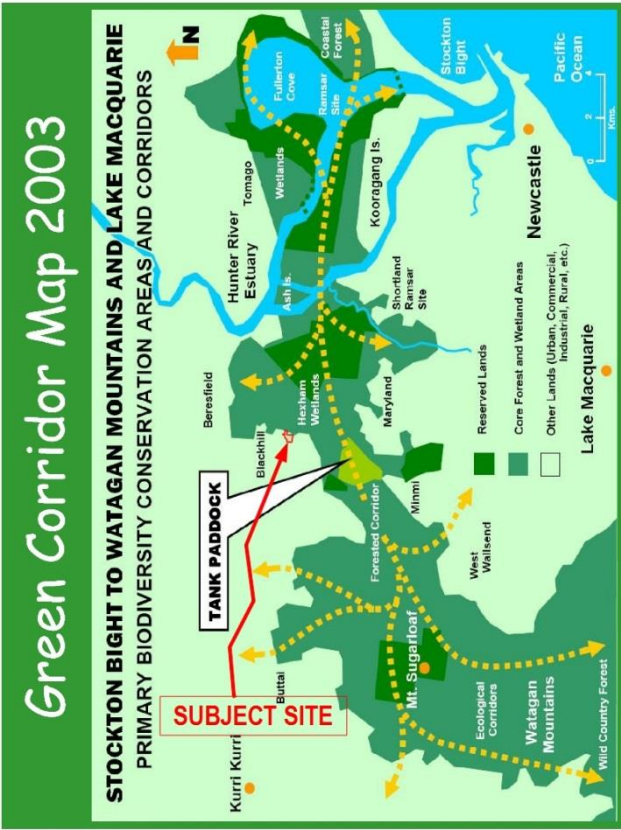 Green Corridor Map 2003
STOCKTON BIGHT TO WATAGAN MOUNTAINS AND LAKE MACQUARIE
PRIMARY BIODIVERSITY CONSERVATION AREAS AND CORRIDORS
N
Kurri Kurri
SUBJECT SITE
Buttai
TANK PADDOCK
Blackhill
Beresfield
Hunter River
Estuary
Tomago
Wetlands
Fullerton
Cove
Coastal
Forest
Ramsar
Site
Ash Is.
Hexham
Wetlands
Forested Corridor
Kooragang Is.
Stockton
Bight
Pacific
Ocean
Mt. Sugarloaf
Minmi
Maryland
Shortland
Ramsar
Site
West
Wallsend
Ecological
Corridors
Watagan
Mountains
Wild Country Forest
Reserved Lands
Core Forest and Wetland Areas
Other Lands (Urban, Commercial,
Industrial, Rural, etc.)
Newcastle
Lake Macquarie
0 2 4
Kms.